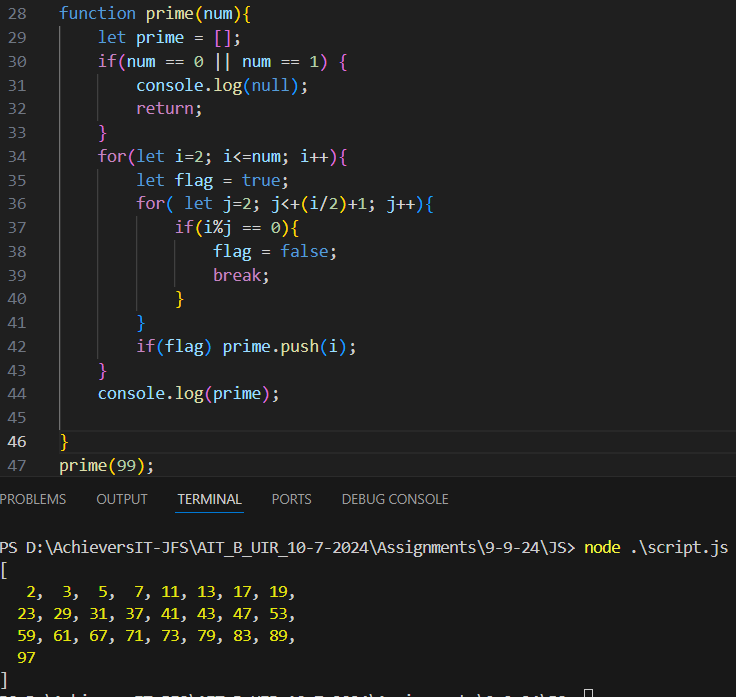 28 function prime(num){
29 let prime = [];
30 if(num == 0 || num == 1) {
31 console.log(null);
32 return;
33 }
34 for(let i=2; i<=num; i++){
35 let flag = true;
36 for( let j=2; j<+(i/2)+1; j++){
37 if(i%j == 0){
38 flag = false;
39 break;
40 }
41 }
42 if(flag) prime.push(i);
43 }
44 console.log(prime);
45
46 }
47 prime(99);
PROBLEMS OUTPUT TERMINAL PORTS DEBUG CONSOLE
PS D:\AchieversIT-JFS\AIT_B_UIR_10-7-2024\Assignments\9-9-24\JS> node .\script.js
[
2, 3, 5, 7, 11, 13, 17, 19,
23, 29, 31, 37, 41, 43, 47, 53,
59, 61, 67, 71, 73, 79, 83, 89,
97
]